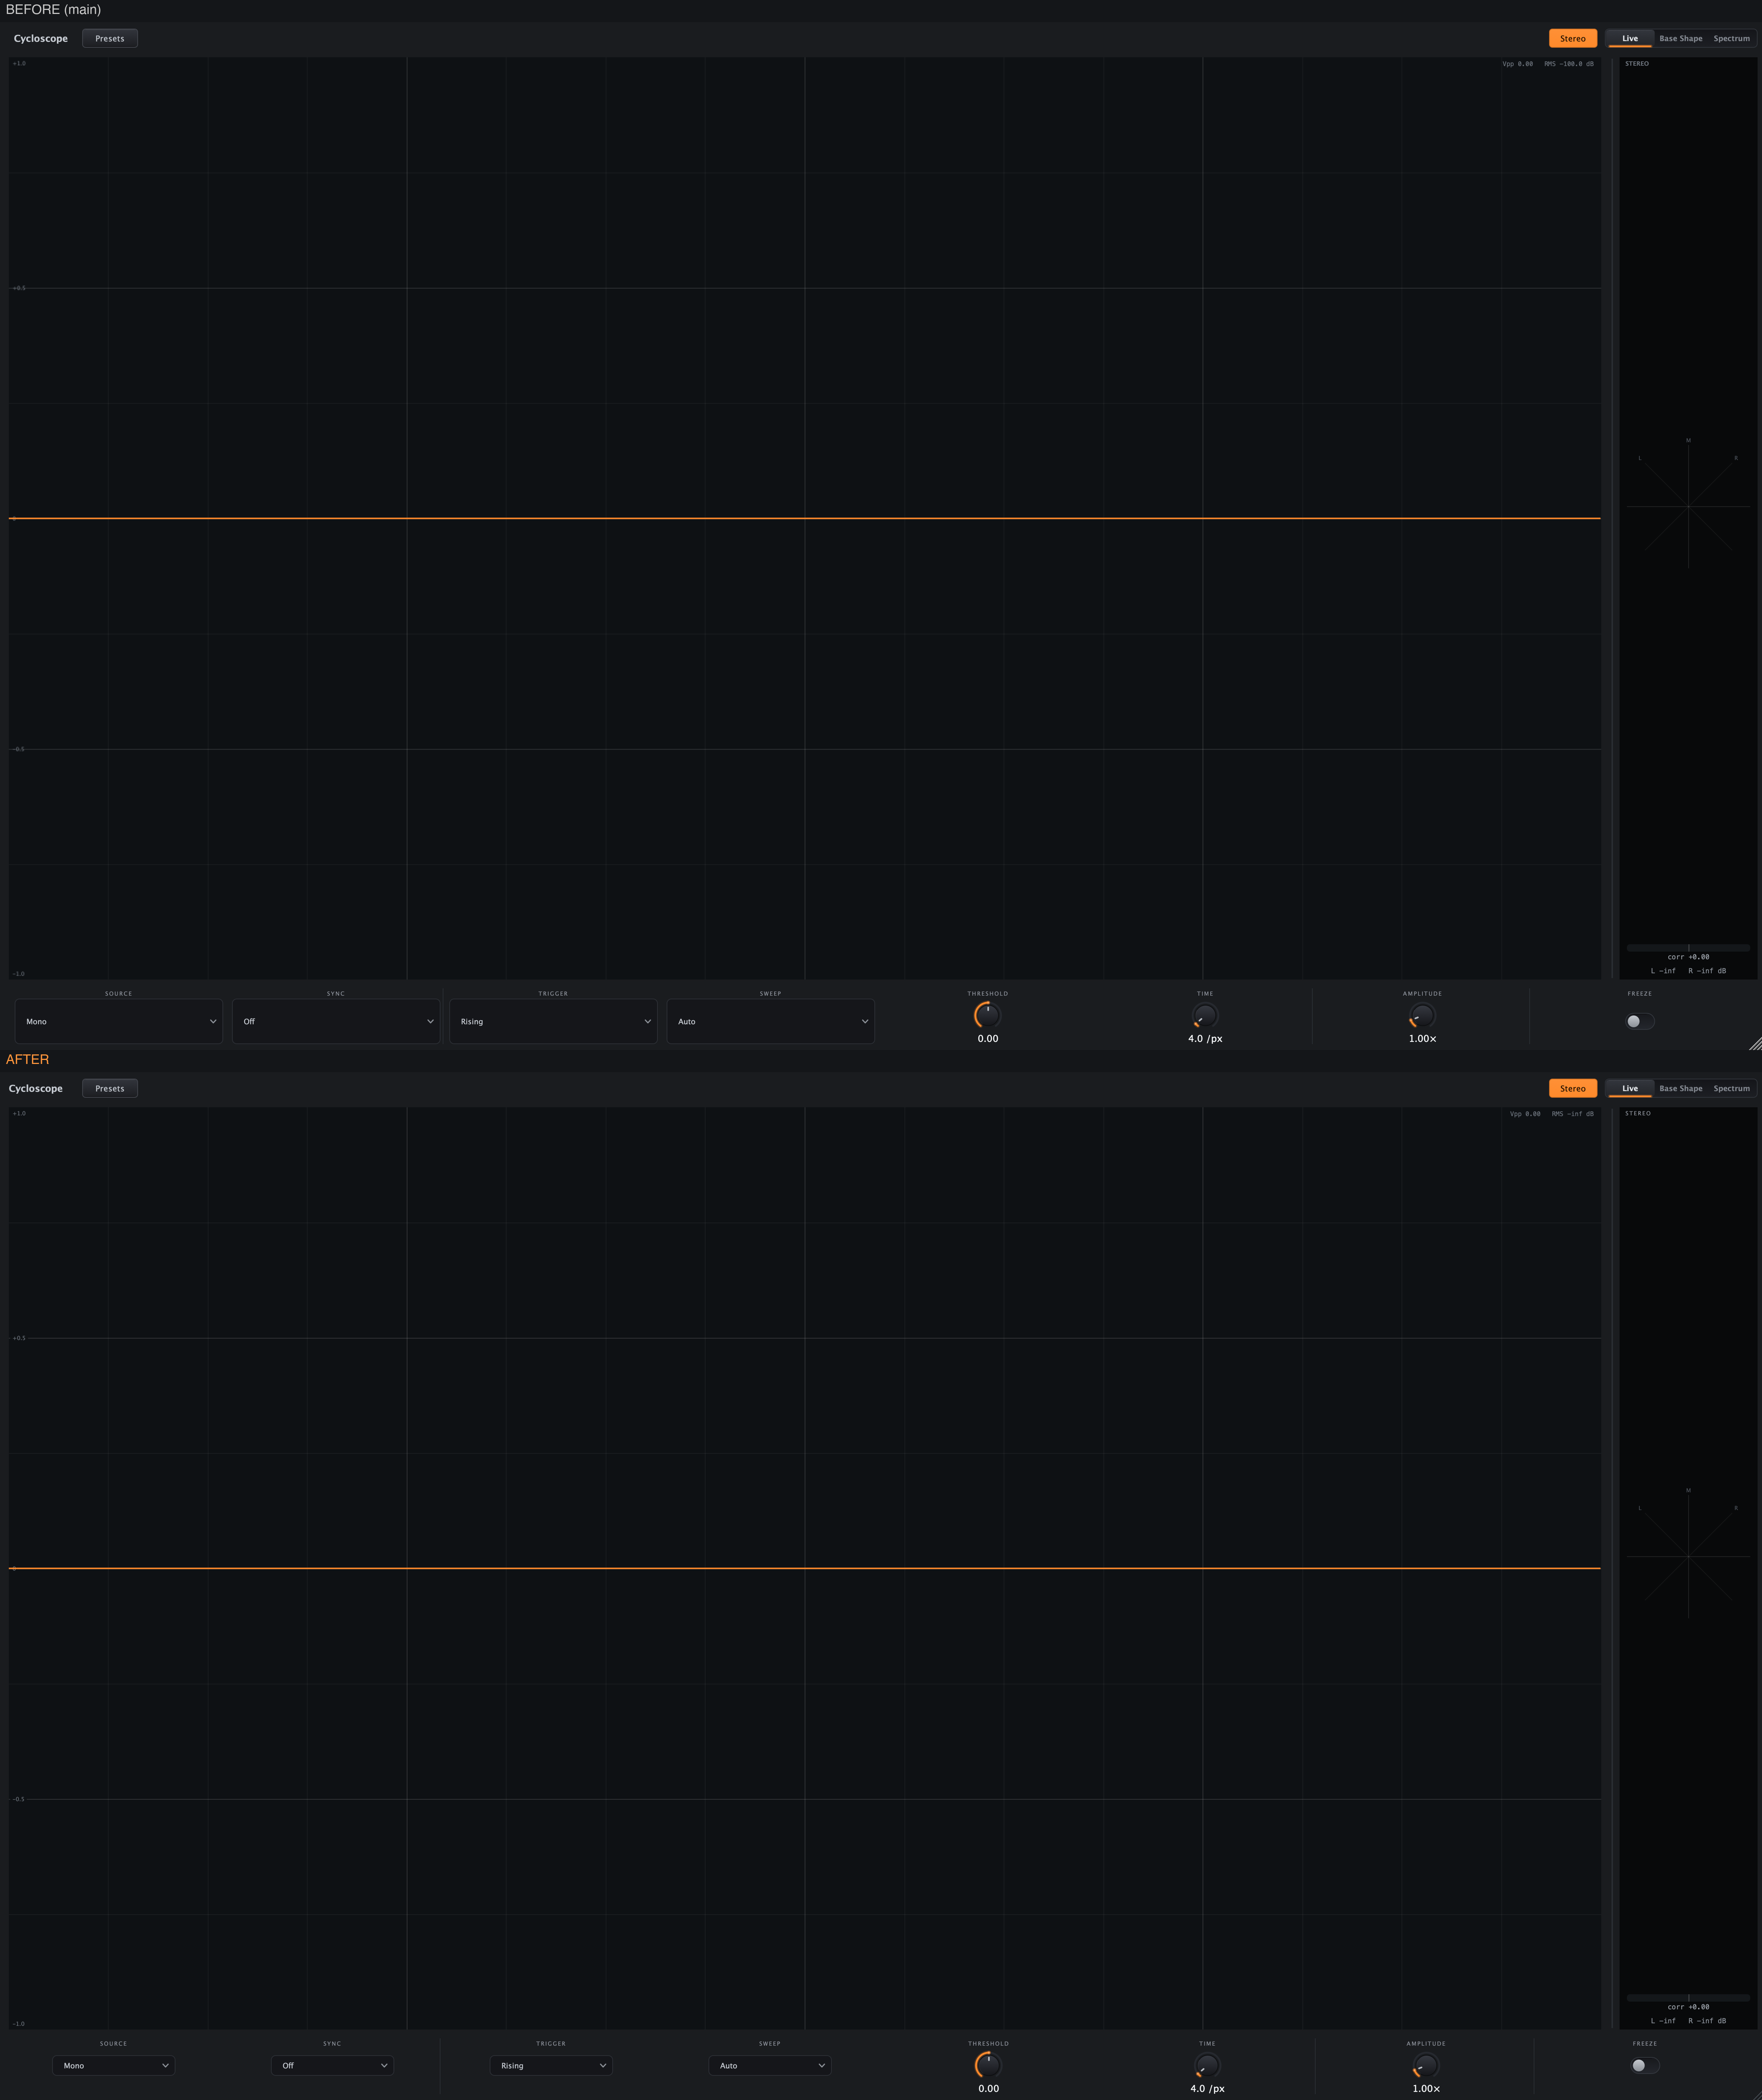 BEFORE (main)
Cycloscope Presets Stereo Live Base Shape Spectrum
+1.0 Vpp 0.00 RMS -100.0 dB STEREO
M
L R
+0.5
0
-0.5
-1.0
corr +0.00
L -inf R -inf dB
SOURCE SYNC TRIGGER SWEEP THRESHOLD TIME AMPLITUDE FREEZE
Mono Off Rising Auto
0.00 4.0 /px 1.00×
AFTER
Cycloscope Presets Stereo Live Base Shape Spectrum
+1.0 Vpp 0.00 RMS -inf dB STEREO
+0.5
M
L R
0
-0.5
-1.0
corr +0.00
L -inf R -inf dB
SOURCE SYNC TRIGGER SWEEP THRESHOLD TIME AMPLITUDE FREEZE
Mono Off Rising Auto
0.00 4.0 /px 1.00×